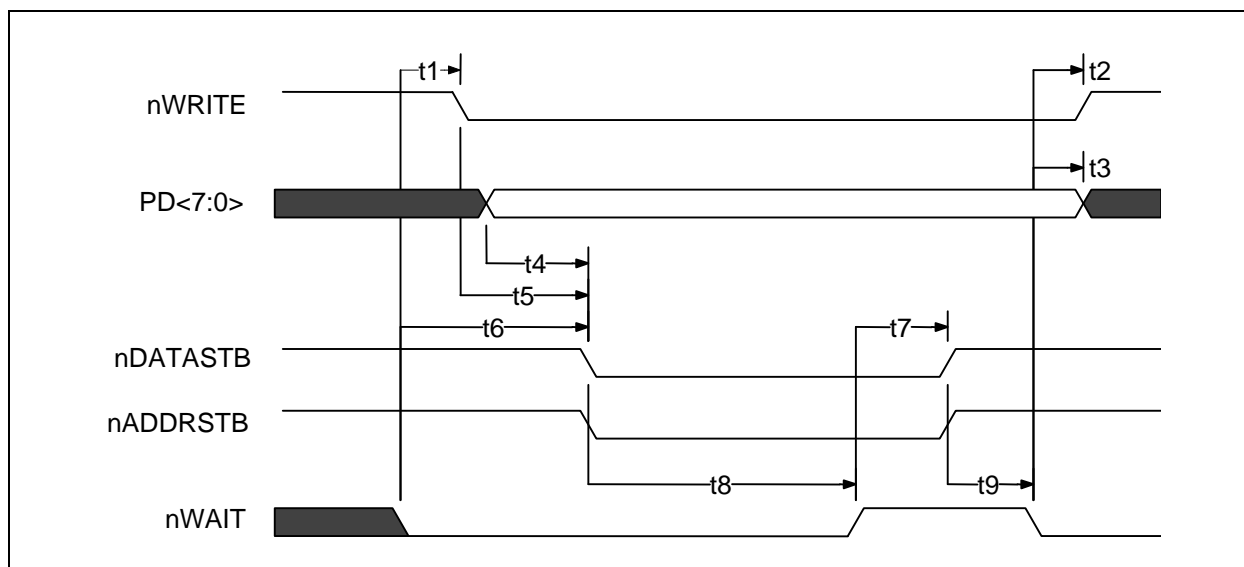 t1
t2
nWRITE
t3
PD<7:0>
t4
t5
t6
t7
nDATASTB
nADDRSTB
t8
t9
nWAIT